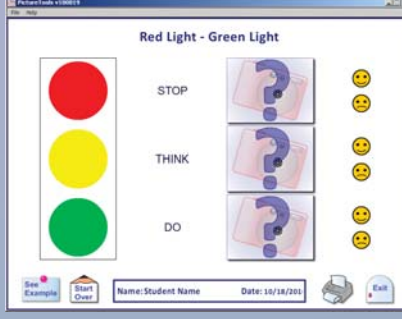 PictureTools v100019
File Help
Red Light - Green Light
STOP
THINK
DO
See
Example
Start
Over
Name: Student Name Date: 10/18/201
Exit